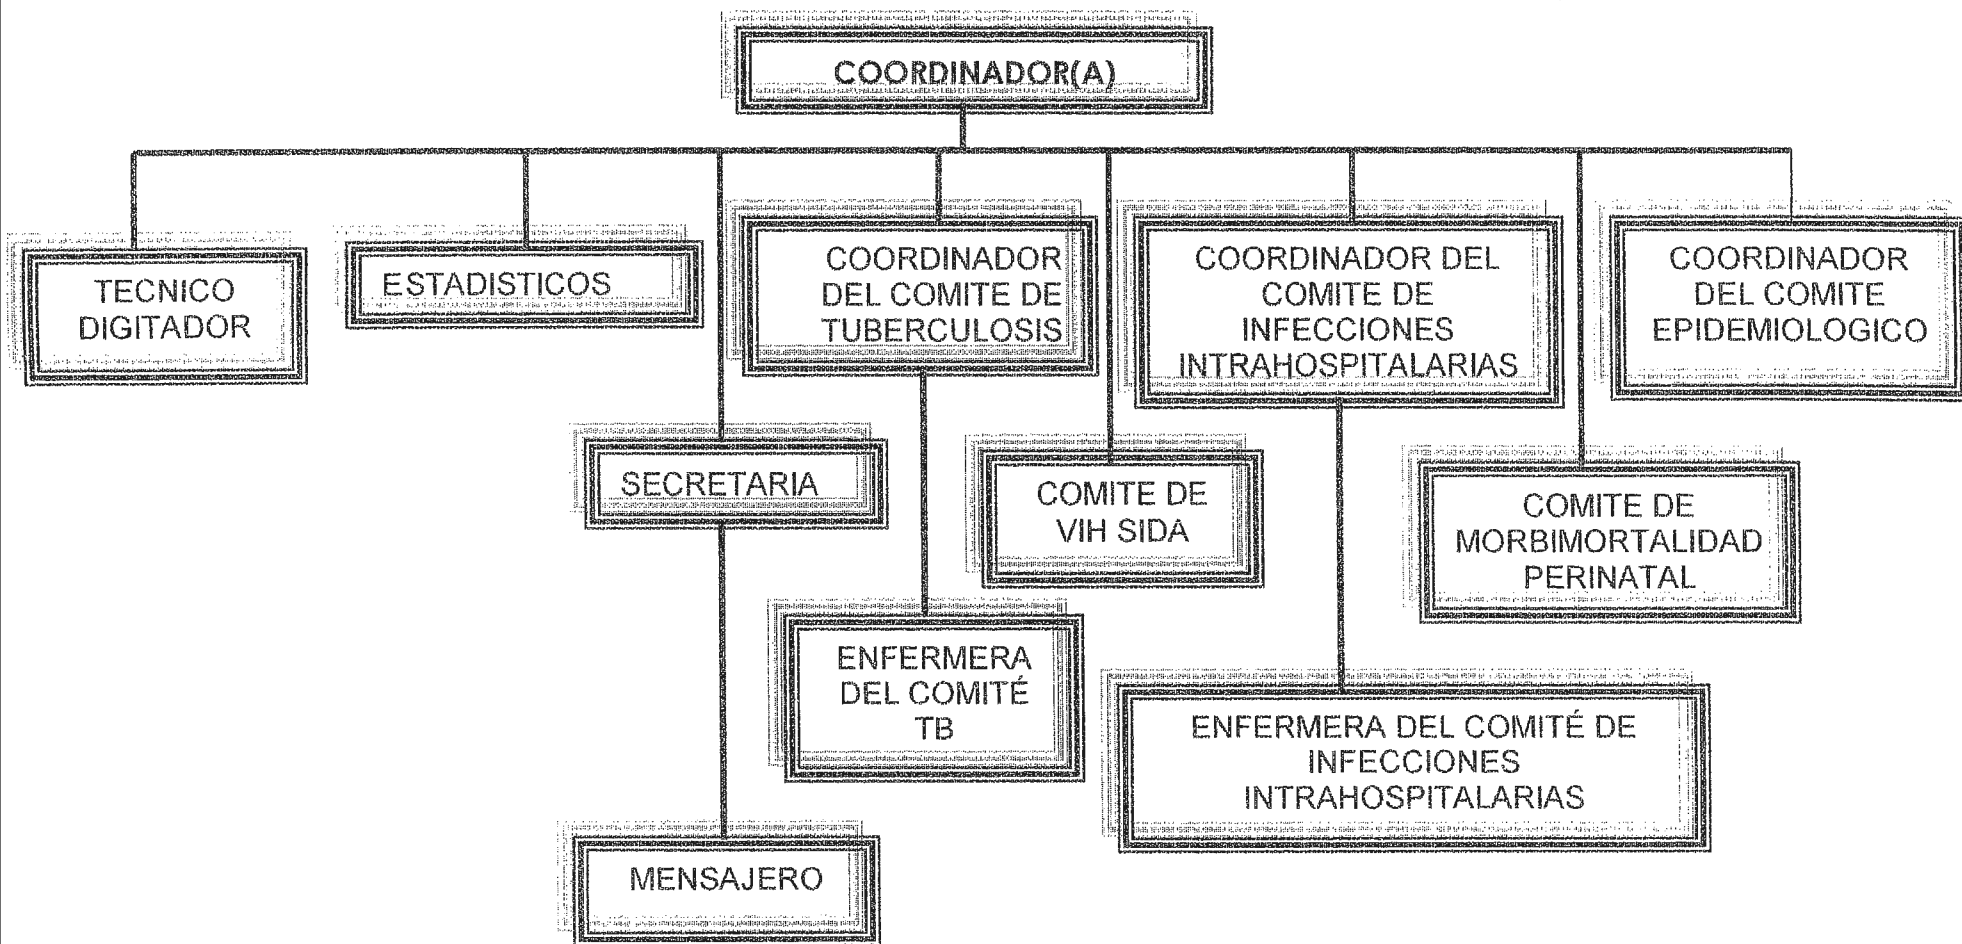 COORDINADOR(A)
TECNICO
DIGITADOR
ESTADISTICOS
COORDINADOR
DEL COMITE DE
TUBERCULOSIS
COORDINADOR DEL
COMITE DE
INFECCIONES
INTRAHOSPITALARIAS
COORDINADOR
DEL COMITE
EPIDEMIOLOGICO
SECRETARIA
COMITE DE
VIH SIDA
COMITE DE
MORBIMORTALIDAD
PERINATAL
ENFERMERA
DEL COMITÉ
TB
ENFERMERA DEL COMITÉ DE
INFECCIONES
INTRAHOSPITALARIAS
MENSAJERO